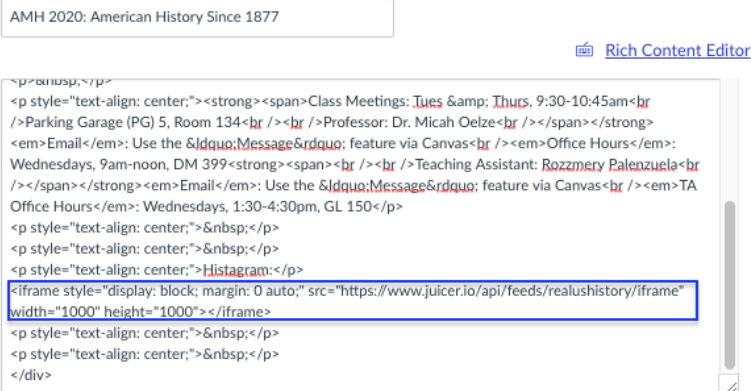 AMH 2020: American History Since 1877
Rich Content Editor
<p>&nbsp;</p>
<p style="text-align: center;"><strong><span>Class Meetings: Tues &amp; Thurs, 9:30-10:45am<br
/>Parking Garage (PG) 5, Room 134<br /><br />Professor: Dr. Micah Oelze<br /></span></strong>
<em>Email</em>: Use the &ldquo;Message&rdquo; feature via Canvas<br /><em>Office Hours</em>:
Wednesdays, 9am-noon, DM 399<strong><span><br /><br />Teaching Assistant: Rozzmery Palenzuela<br
/></span></strong><em>Email</em>: Use the &ldquo;Message&rdquo; feature via Canvas<br /><em>TA
Office Hours</em>: Wednesdays, 1:30-4:30pm, GL 150</p>
<p style="text-align: center;">&nbsp;</p>
<p style="text-align: center;">&nbsp;</p>
<p style="text-align: center;">Histagram:</p>
<iframe style="display: block; margin: 0 auto;" src="https://www.juicer.io/api/feeds/realushistory/iframe"
width="1000" height="1000"></iframe>
<p style="text-align: center;">&nbsp;</p>
<p style="text-align: center;">&nbsp;</p>
</div>